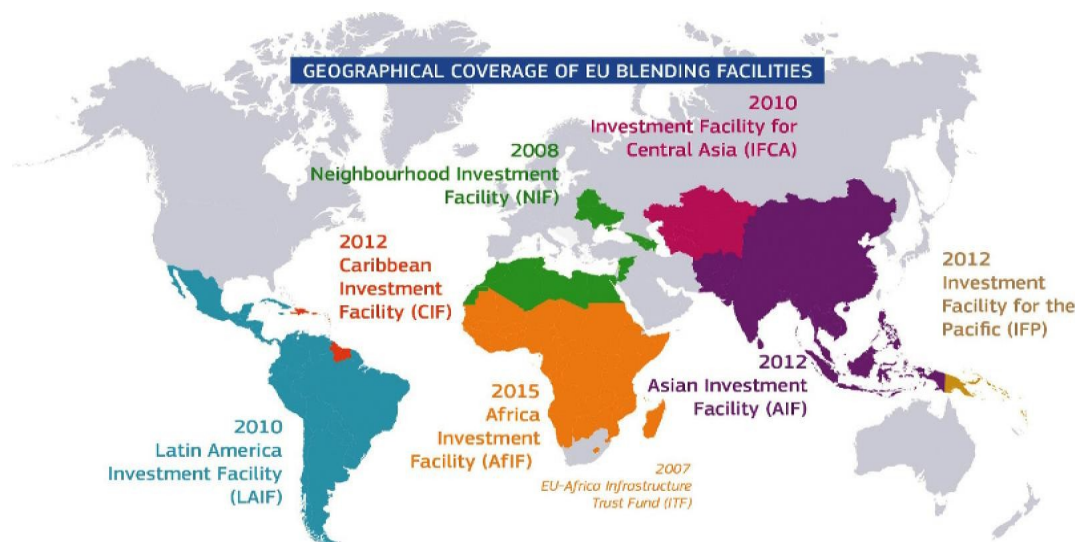 GEOGRAPHICAL COVERAGE OF EU BLENDING FACILITIES
2010
Investment Facility for
Central Asia (IFCA)
2008
Neighbourhood Investment
Facility (NIF)
2012
Caribbean
Investment
Facility (CIF)
2012
Investment
Facility for the
Pacific (IFP)
2012
Asian Investment
Facility (AIF)
2015
Africa
Investment
Facility (AfIF)
2010
Latin America
Investment Facility
(LAIF)
2007
EU-Africa Infrastructure
Trust Fund (ITF)